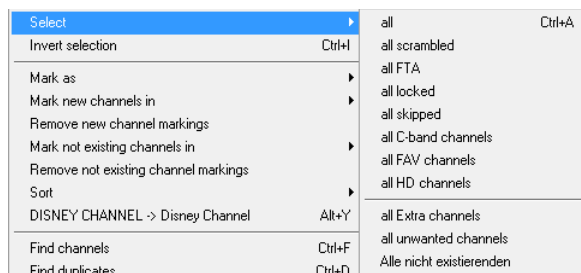 Select
Invert selection Ctrl+I
Mark as
Mark new channels in
Remove new channel markings
Mark not existing channels in
Remove not existing channel markings
Sort
DISNEY CHANNEL -> Disney Channel Alt+Y
Find channels Ctrl+F
Find duplicates Ctrl+D
all Ctrl+A
all scrambled
all FTA
all locked
all skipped
all C-band channels
all FAV channels
all HD channels
all Extra channels
all unwanted channels
Alle nicht existierenden